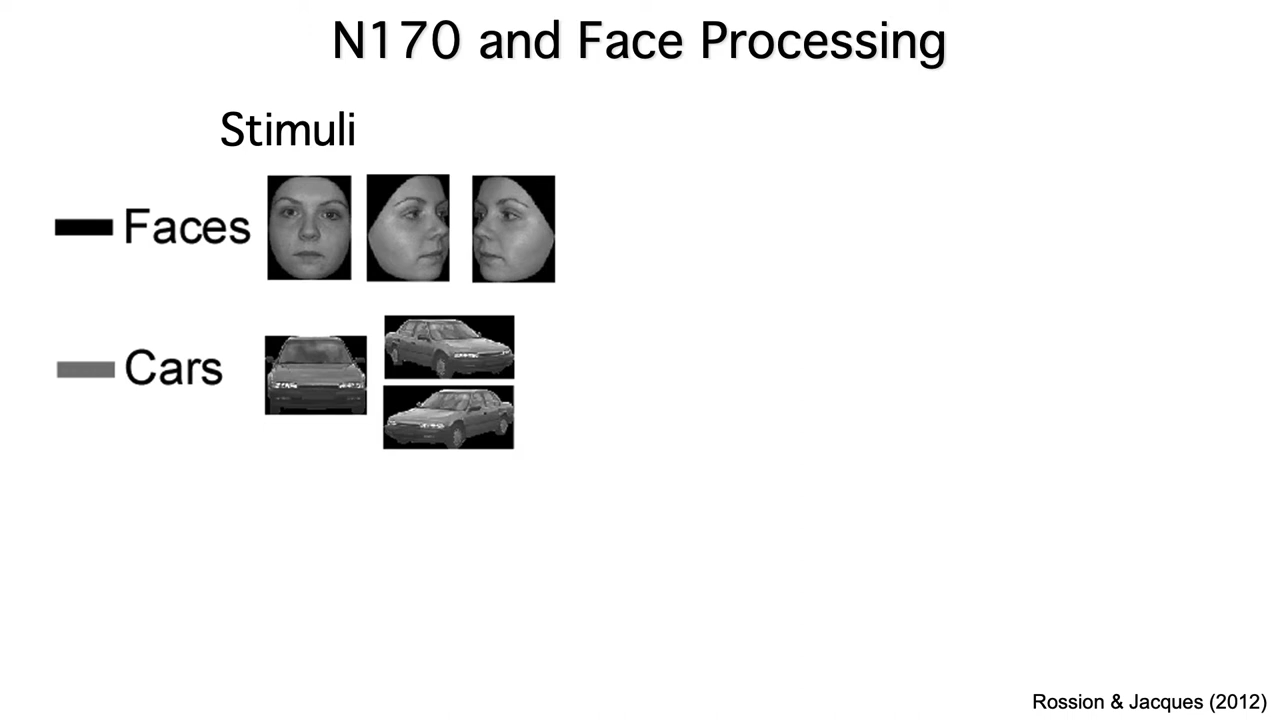 N170 and Face Processing
Stimuli
Faces
Cars
Rossion & Jacques (2012)